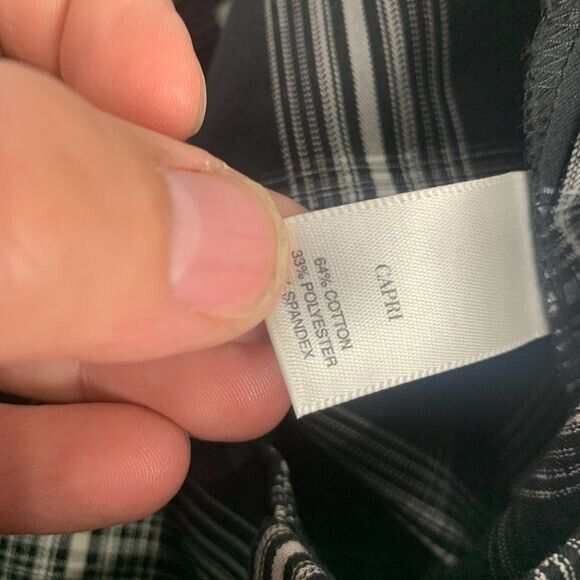 CAPRI
64% COTTON
33% POLYESTER
SPANDEX